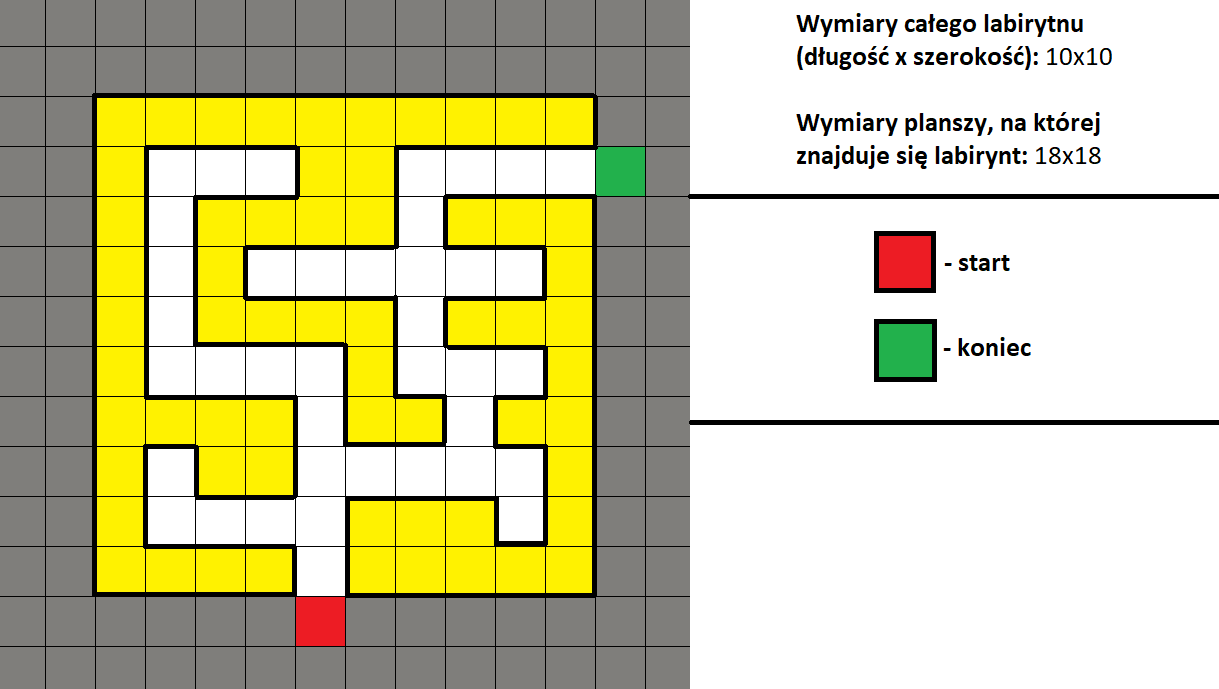 Wymiary całego labirytnu
(długość x szerokość): 10x10
Wymiary planszy, na której
znajduje się labirynt: 18x18
- start
- koniec